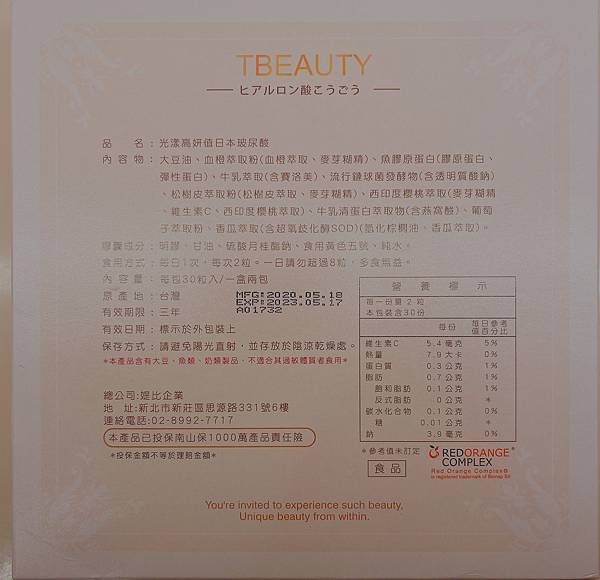 TBEAUTY
ヒアルロン酸こうごう
品 名：光漾高妍值日本玻尿酸
內 容 物：大豆油、血橙萃取粉(血橙萃取、麥芽糊精)、魚膠原蛋白(膠原蛋白、
彈性蛋白)、牛乳萃取(含賽洛美)、流行鏈球菌發酵物(含透明質酸鈉)
、松樹皮萃取粉(松樹皮萃取、麥芽糊精)、西印度櫻桃萃取(麥芽糊精
、維生素C、西印度櫻桃萃取)、牛乳清蛋白萃取物(含燕窩酸)、葡萄
子萃取粉、香瓜萃取(含超氧歧化酶SOD)(氫化棕櫚油、香瓜萃取)。
膠囊成分：明膠、甘油、硫酸月桂酯鈉、食用黃色五號、純水。
食用方式：每日1次，每次2粒。一日請勿超過8粒，多食無益。
內 容 量：每包30粒入/一盒兩包
原 產 地：台灣
MFG:2020.05.18
EXP:2023.05.17
A01732
有效期限：三年
有效日期：標示於外包裝上
保存方式：請避免陽光直射，並存放於陰涼乾燥處。
*本產品含有大豆、魚類、奶類製品，不適合其過敏體質者食用*
總公司:媞比企業
地 址:新北市新莊區思源路331號6樓
連絡電話:02-8992-7717
本產品已投保南山保1000萬產品責任險
*投保金額不等於理賠金額*
營 養 標 示
每一份量2粒
本包裝含30份
每份 每日參考值百分比
維生素C 5.4 毫克 5%
熱量 7.9 大卡 0%
蛋白質 0.3 公克 1%
脂肪 0.7 公克 1%
飽和脂肪 0.1 公克 1%
反式脂肪 0 公克 *
碳水化合物 0.1 公克 0%
糖 0.01 公克 *
鈉 3.9 毫克 0%
*參考值未訂定
食品
REDORANGE®
COMPLEX
Red Orange Complex®
is registered trademark of Bionap Srl
You're invited to experience such beauty,
Unique beauty from within.